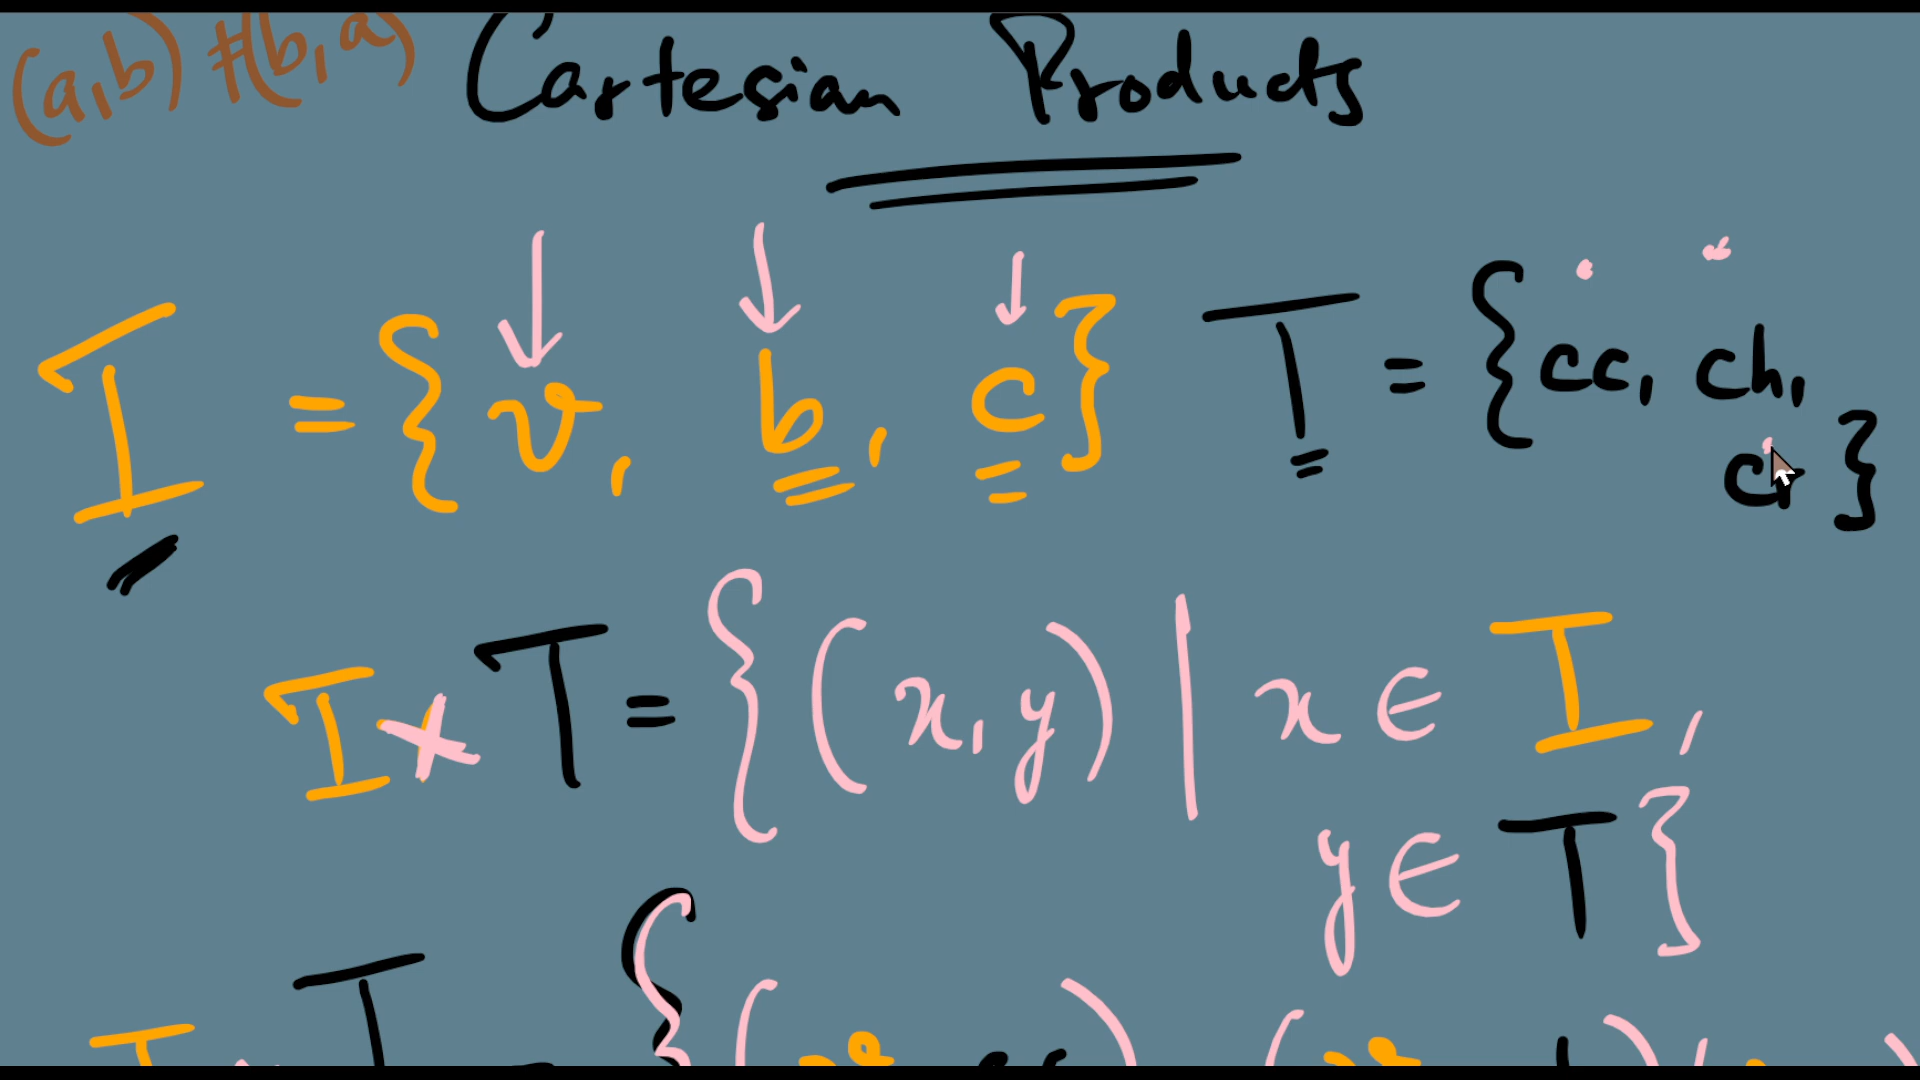 (a,b) ≠ (b,a) Cartesian Products
I = {v, b, c} T = {cc, ch,
cr}
I × T = {(x, y) | x ∈ I,
y ∈ T}